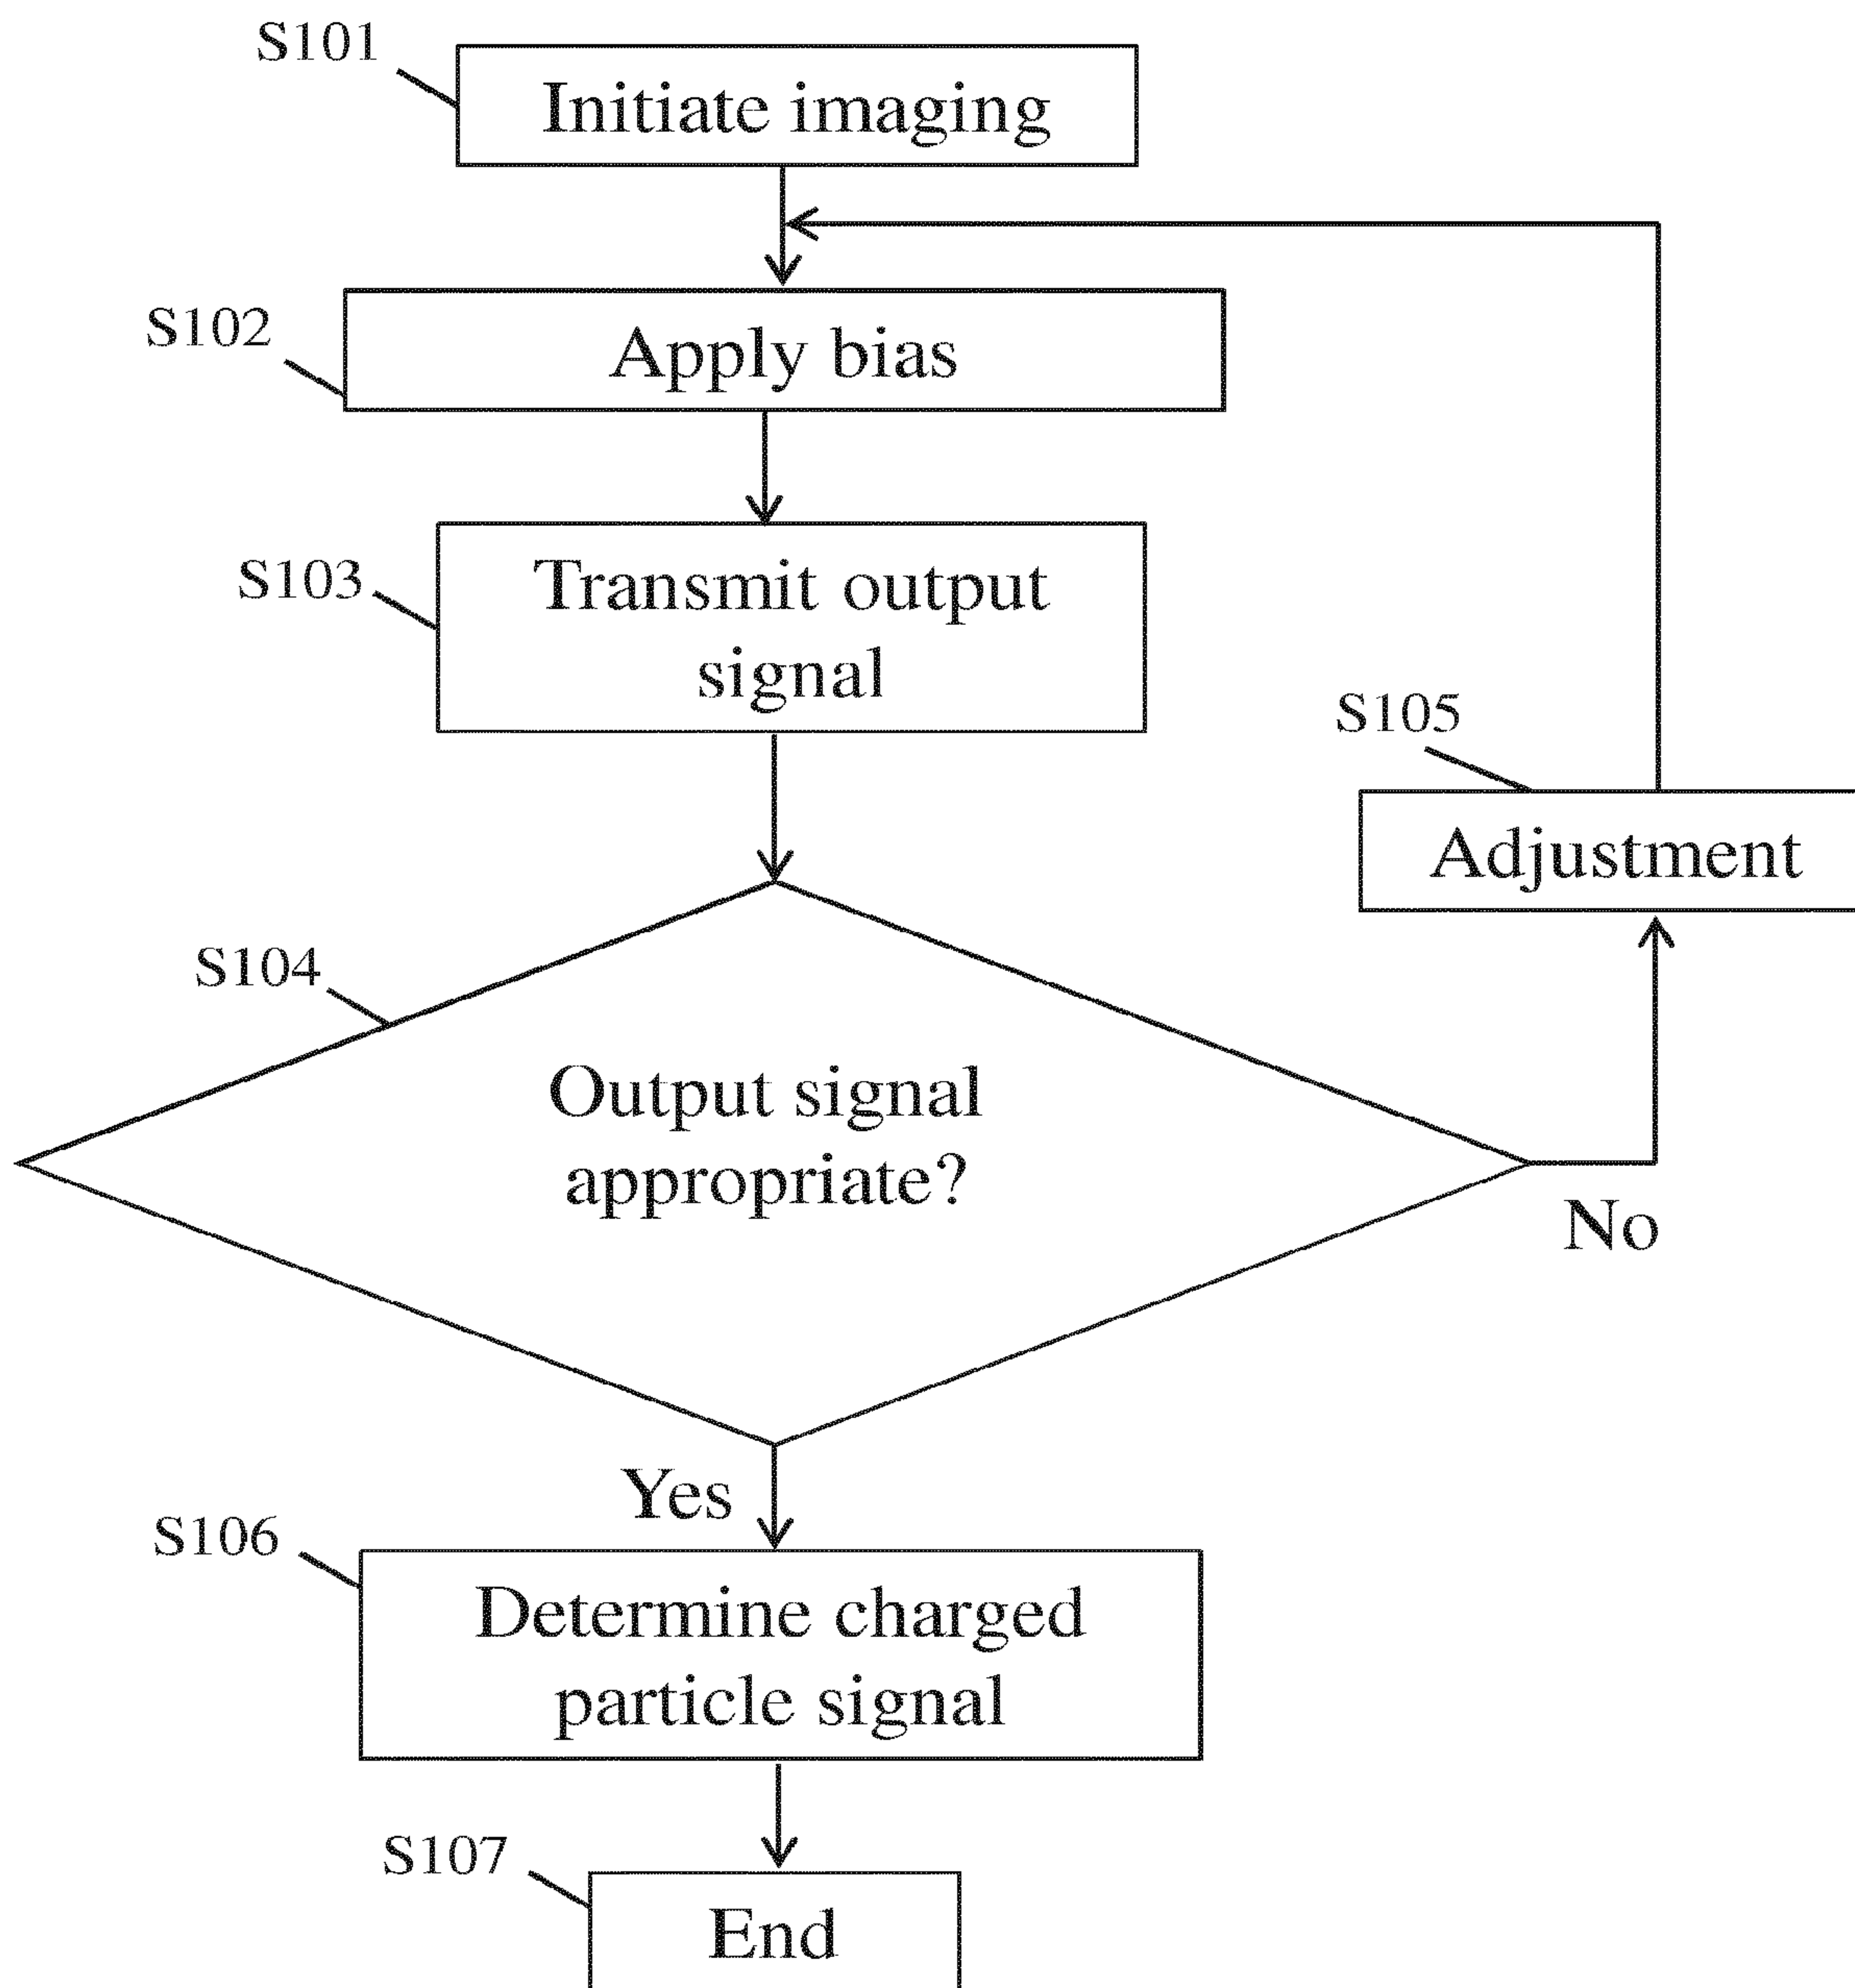 S101
Initiate imaging
S102
Apply bias
S103
Transmit output
signal
S105
Adjustment
S104
Output signal
appropriate?
No
Yes
S106
Determine charged
particle signal
S107
End